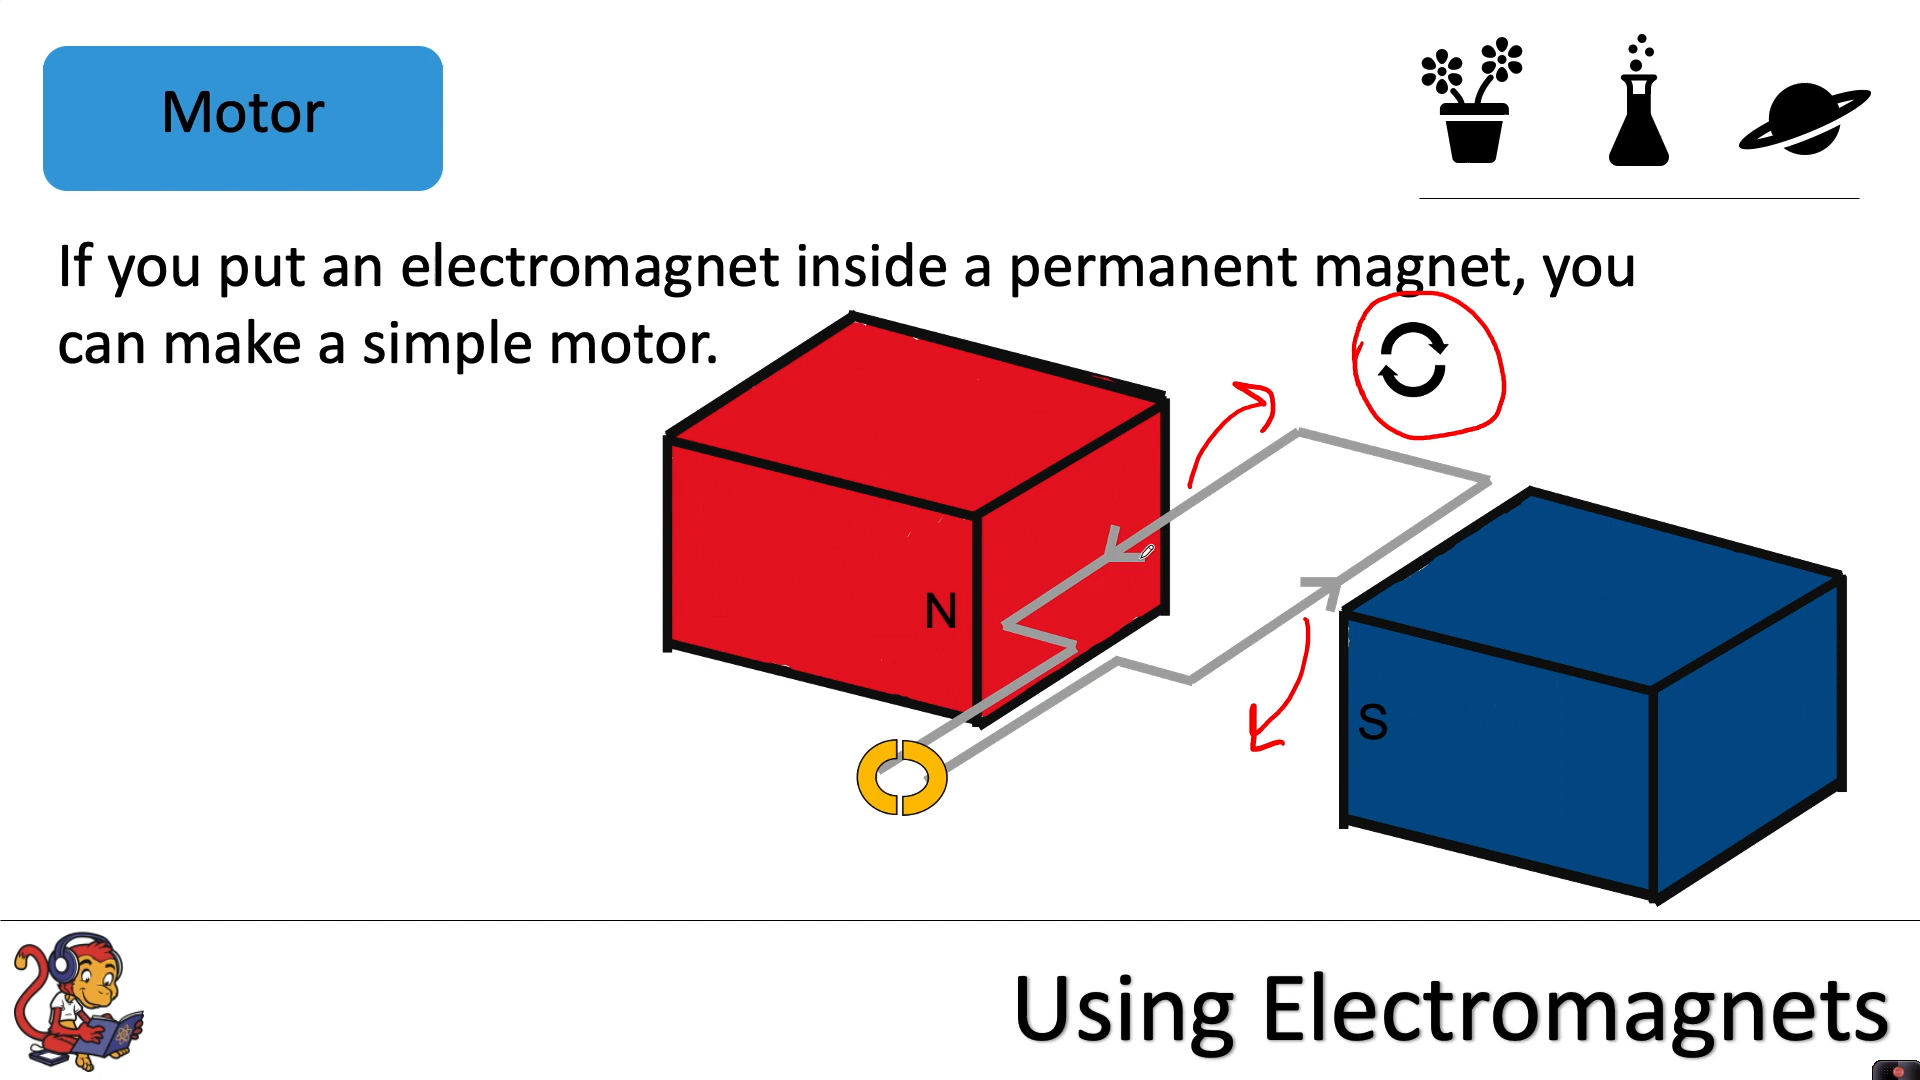 Motor
If you put an electromagnet inside a permanent magnet, you
can make a simple motor.
N
S
Using Electromagnets